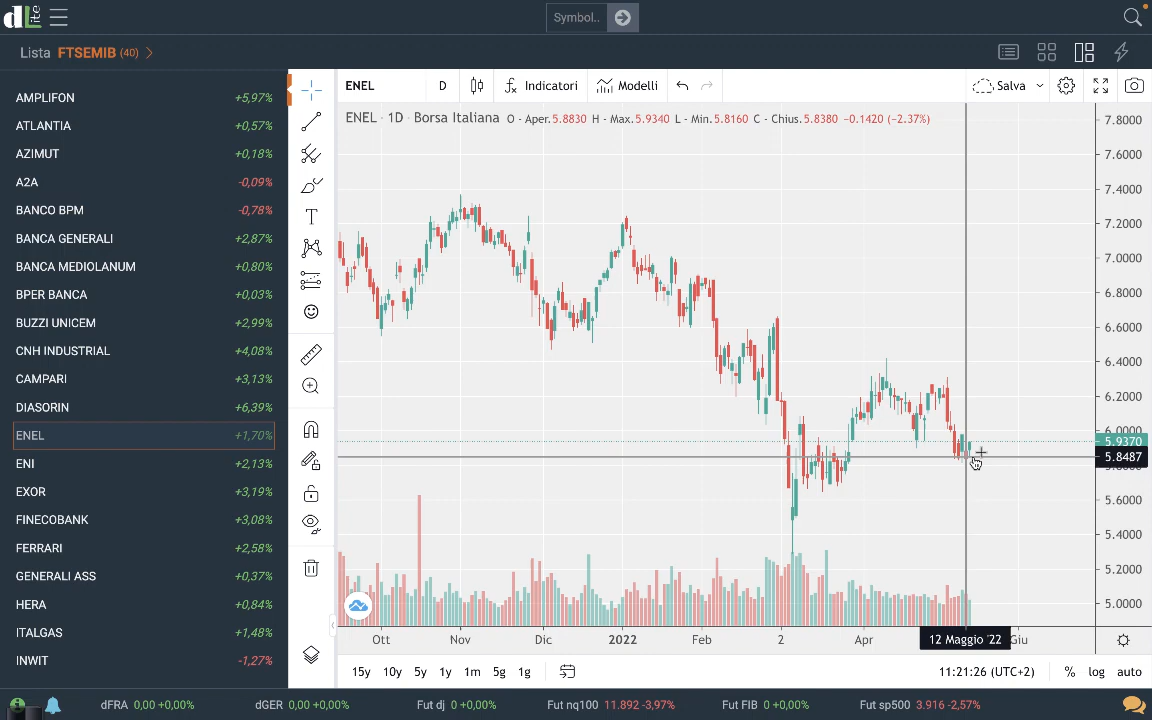 dLite
Symbol..
Lista FTSEMIB (40)
AMPLIFON +5,97%
ATLANTIA +0,57%
AZIMUT +0,18%
A2A -0,09%
BANCO BPM -0,78%
BANCA GENERALI +2,87%
BANCA MEDIOLANUM +0,80%
BPER BANCA +0,03%
BUZZI UNICEM +2,99%
CNH INDUSTRIAL +4,08%
CAMPARI +3,13%
DIASORIN +6,39%
ENEL +1,70%
ENI +2,13%
EXOR +3,19%
FINECOBANK +3,08%
FERRARI +2,58%
GENERALI ASS +0,37%
HERA +0,84%
ITALGAS +1,48%
INWIT -1,27%
ENEL D Indicatori Modelli Salva
ENEL · 1D · Borsa Italiana O - Aper.5.8830 H - Max.5.9340 L - Min.5.8160 C - Chius.5.8380 −0.1420 (−2.37%)
7.8000
7.6000
7.4000
7.2000
7.0000
6.8000
6.6000
6.4000
6.2000
6.0000
5.9370
5.8487
5.6000
5.4000
5.2000
5.0000
Ott Nov Dic 2022 Feb 2 Apr 12 Maggio '22 Giu
15y 10y 5y 1y 1m 5g 1g 11:21:26 (UTC+2) % log auto
dFRA 0,00 +0,00% dGER 0,00 +0,00% Fut dj 0 +0,00% Fut nq100 11.892 -3,97% Fut FIB 0 +0,00% Fut sp500 3.916 -2,57%